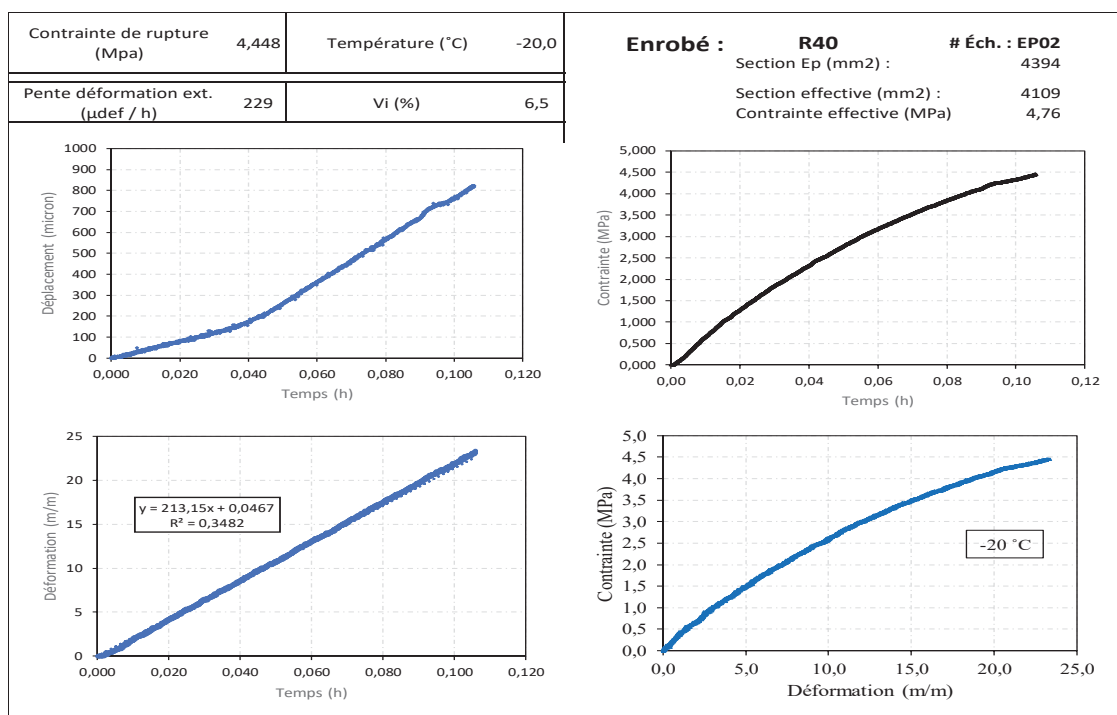 Contrainte de rupture
(Mpa)
4,448
Température (˚C)
-20,0
Pente déformation ext.
(µdef / h)
229
Vi (%)
6,5
Enrobé :
R40
# Éch. : EP02
Section Ep (mm2) :
4394
Section effective (mm2) :
4109
Contrainte effective (MPa)
4,76
Déplacement (micron)
1000
900
800
700
600
500
400
300
200
100
0
0,000 0,020 0,040 0,060 0,080 0,100 0,120
Temps (h)
Contrainte (MPa)
5,000
4,500
4,000
3,500
3,000
2,500
2,000
1,500
1,000
0,500
0,000
0,00 0,02 0,04 0,06 0,08 0,10 0,12
Temps (h)
Déformation (m/m)
25
20
15
10
5
0
y = 213,15x + 0,0467
R² = 0,3482
0,000 0,020 0,040 0,060 0,080 0,100 0,120
Temps (h)
Contrainte (MPa)
5,0
4,5
4,0
3,5
3,0
2,5
2,0
1,5
1,0
0,5
0,0
-20 ˚C
0,0 5,0 10,0 15,0 20,0 25,0
Déformation (m/m)